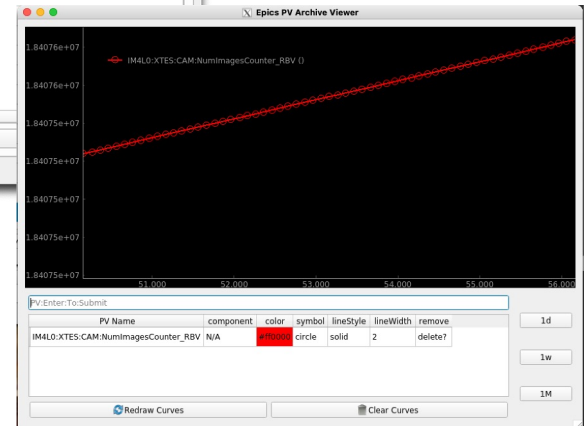 Epics PV Archive Viewer
1.84076e+07
IM4L0:XTES:CAM:NumImagesCounter_RBV ()
1.84076e+07
1.84075e+07
1.84075e+07
1.84075e+07
1.84075e+07
1.84075e+07
51.000 52.000 53.000 54.000 55.000 56.000
PV:Enter:To:Submit
PV Name component color symbol lineStyle lineWidth remove
IM4L0:XTES:CAM:NumImagesCounter_RBV N/A #ff0000 circle solid 2 delete?
1d
1w
1M
Redraw Curves Clear Curves